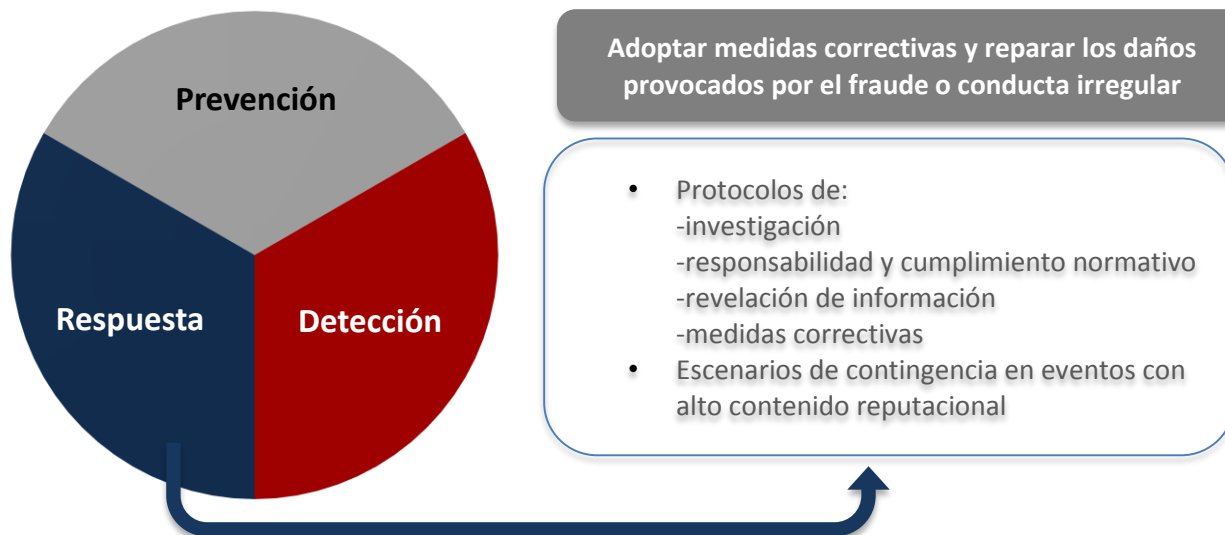 Prevención
Respuesta
Detección
Adoptar medidas correctivas y reparar los daños
provocados por el fraude o conducta irregular
• Protocolos de:
-investigación
-responsabilidad y cumplimiento normativo
-revelación de información
-medidas correctivas
• Escenarios de contingencia en eventos con
alto contenido reputacional